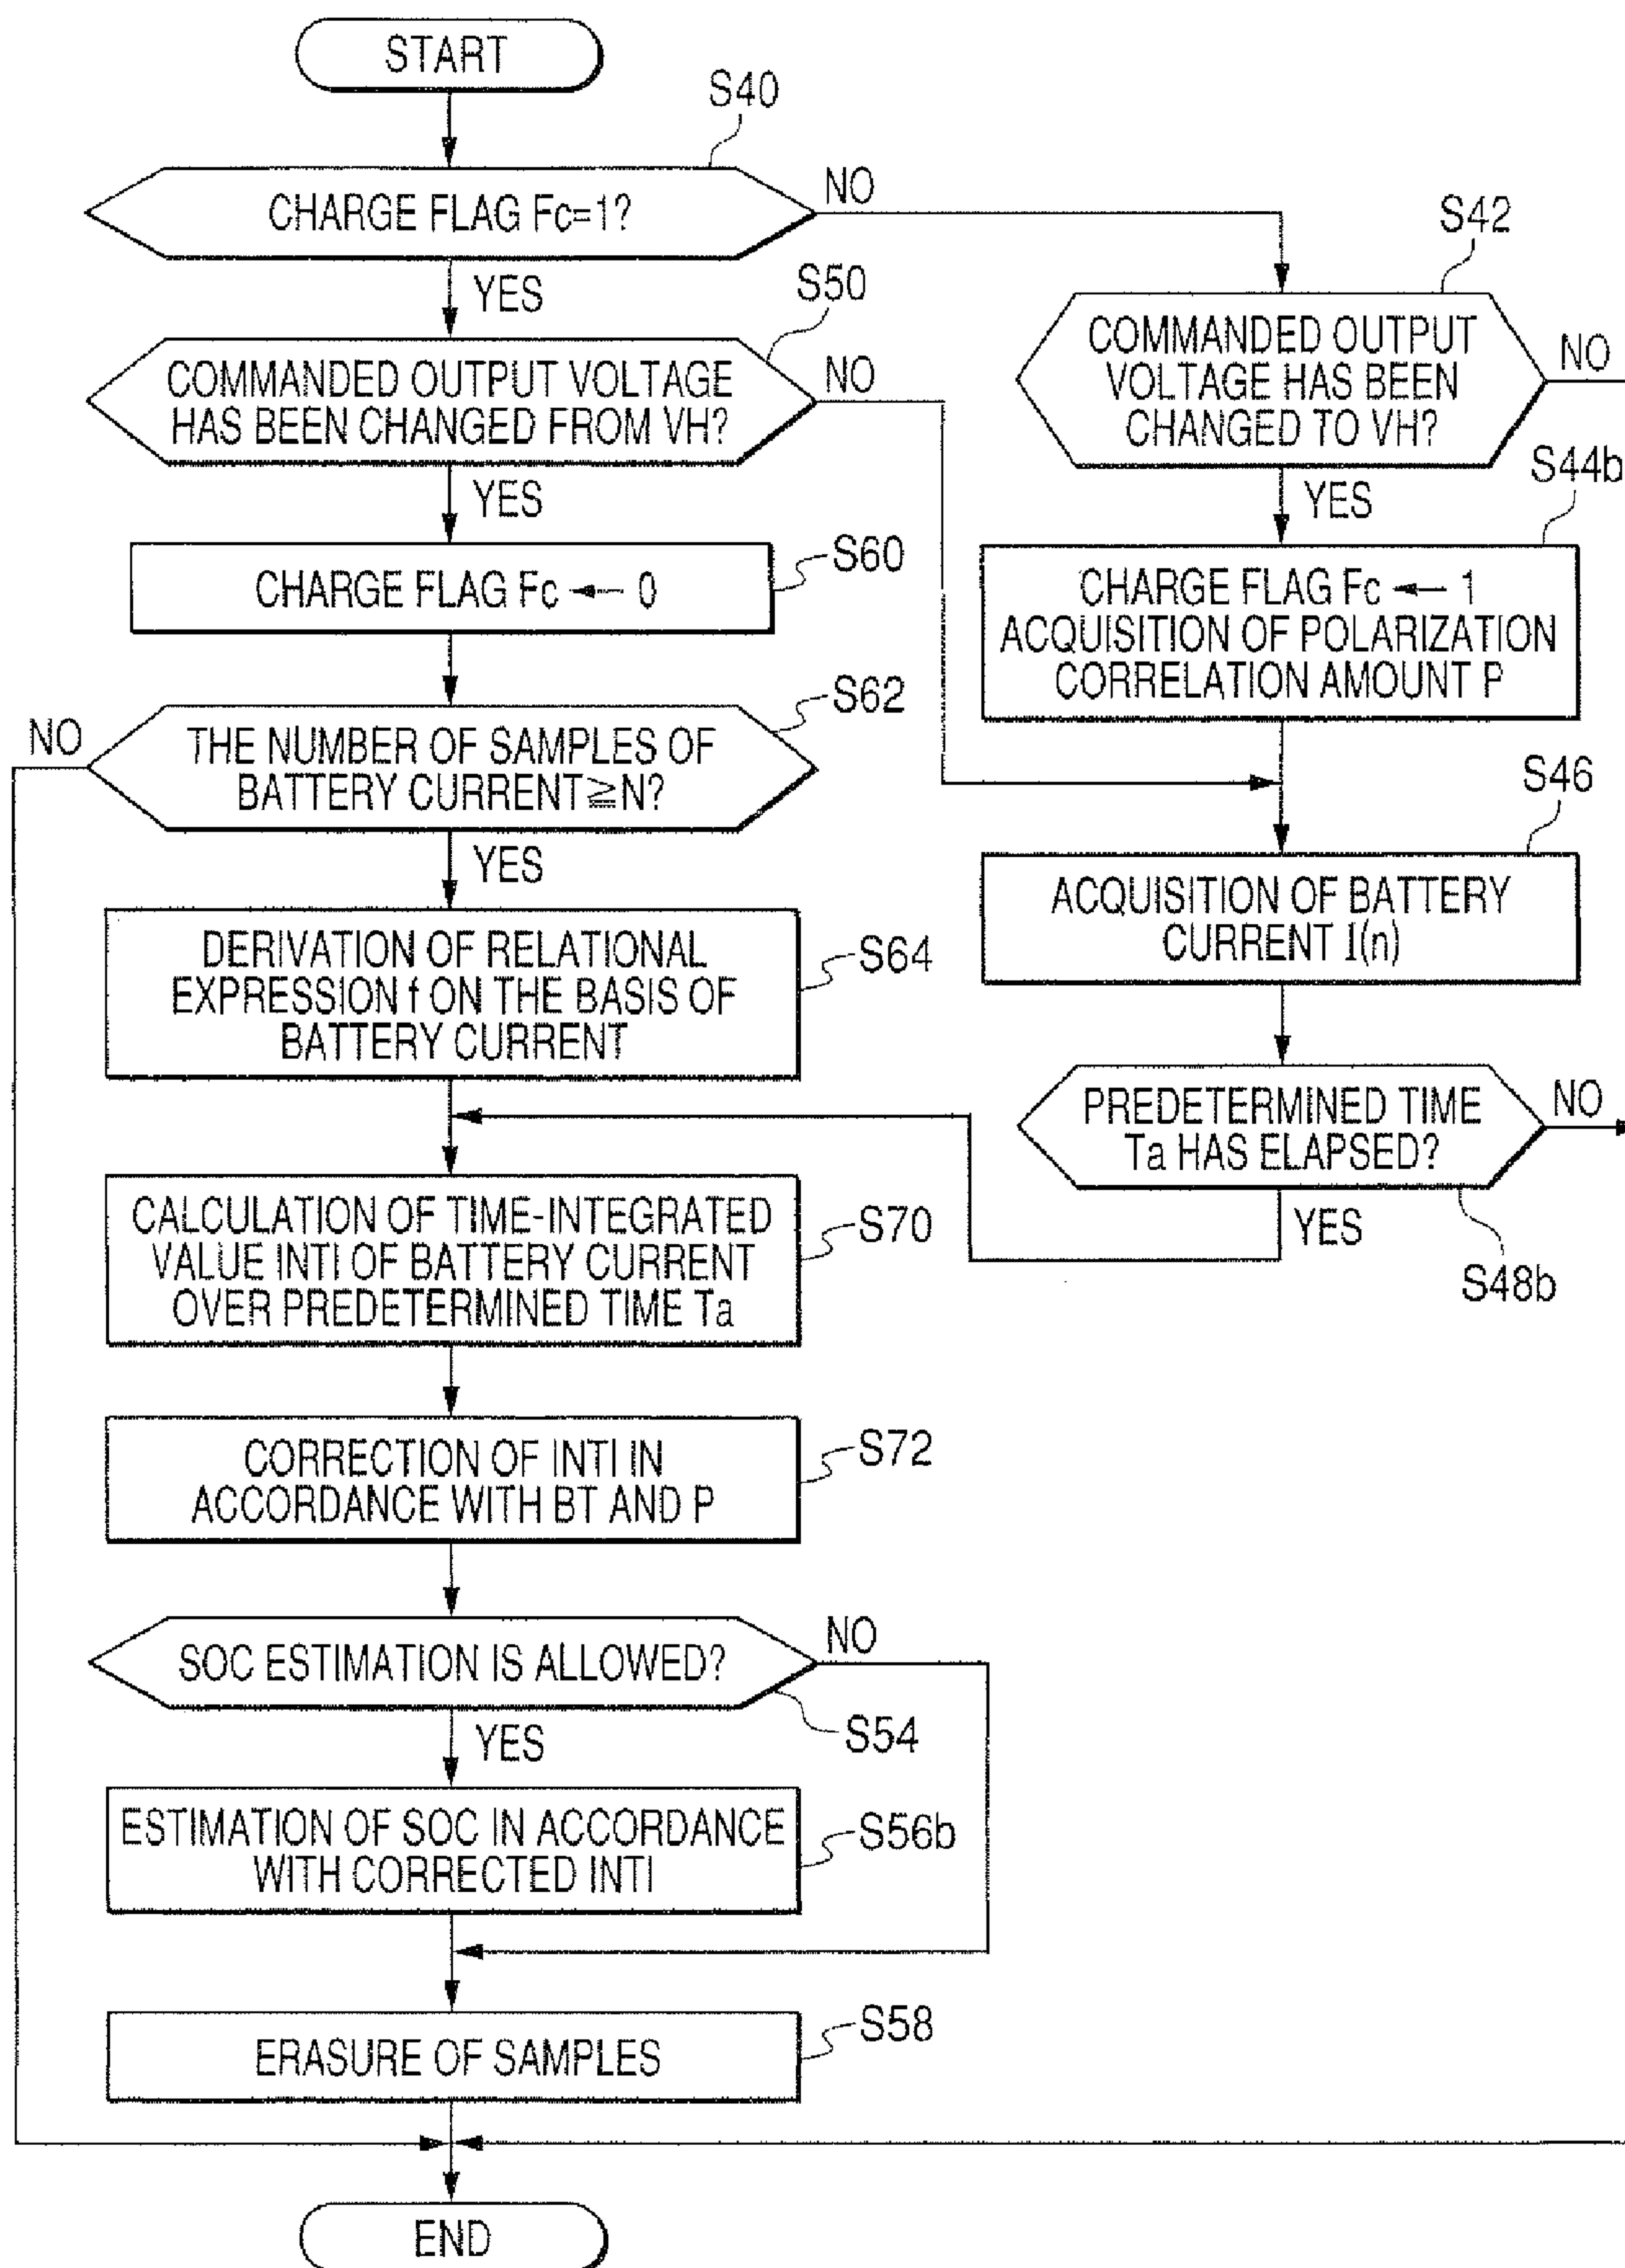 START
S40
CHARGE FLAG Fc=1?
NO
YES
S42
COMMANDED OUTPUT
VOLTAGE HAS BEEN
CHANGED TO VH?
NO
YES
S50
COMMANDED OUTPUT VOLTAGE
HAS BEEN CHANGED FROM VH?
NO
YES
S44b
CHARGE FLAG Fc ← 1
ACQUISITION OF POLARIZATION
CORRELATION AMOUNT P
S60
CHARGE FLAG Fc ← 0
S62
NO
THE NUMBER OF SAMPLES OF
BATTERY CURRENT≧N?
YES
S46
ACQUISITION OF BATTERY
CURRENT I(n)
S64
DERIVATION OF RELATIONAL
EXPRESSION f ON THE BASIS OF
BATTERY CURRENT
PREDETERMINED TIME
Ta HAS ELAPSED?
NO
YES
S48b
CALCULATION OF TIME-INTEGRATED
VALUE INTI OF BATTERY CURRENT
OVER PREDETERMINED TIME Ta
S70
CORRECTION OF INTI IN
ACCORDANCE WITH BT AND P
S72
SOC ESTIMATION IS ALLOWED?
NO
S54
YES
ESTIMATION OF SOC IN ACCORDANCE
WITH CORRECTED INTI
S56b
ERASURE OF SAMPLES
S58
END